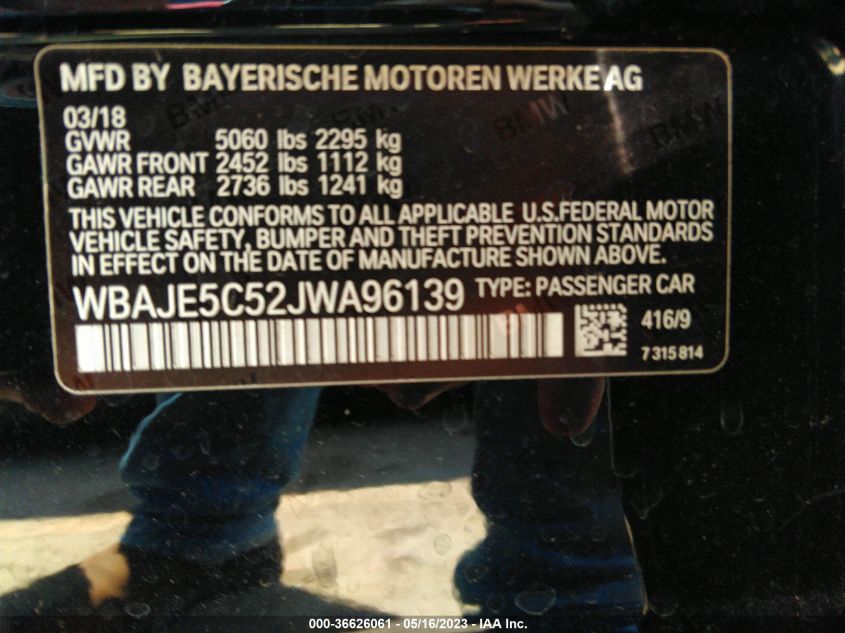 MFD BY BAYERISCHE MOTOREN WERKE AG
03/18
GVWR 5060 lbs 2295 kg
GAWR FRONT 2452 lbs 1112 kg
GAWR REAR 2736 lbs 1241 kg
THIS VEHICLE CONFORMS TO ALL APPLICABLE U.S.FEDERAL MOTOR
VEHICLE SAFETY, BUMPER AND THEFT PREVENTION STANDARDS
IN EFFECT ON THE DATE OF MANUFACTURE SHOWN ABOVE.
WBAJE5C52JWA96139 TYPE: PASSENGER CAR
416/9
7 315 814
BMW
BMW
BMW
000-36626061 - 05/16/2023 - IAA Inc.